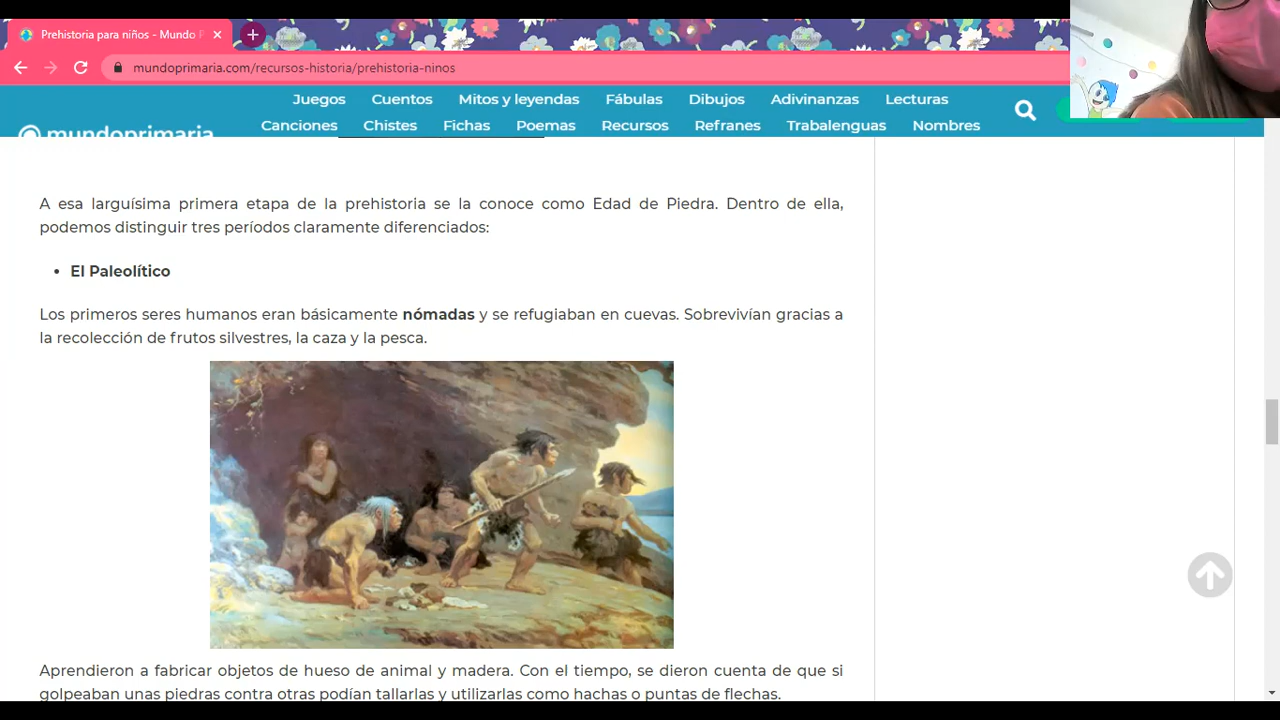 Prehistoria para niños - Mundo P
mundoprimaria.com/recursos-historia/prehistoria-ninos
Juegos Cuentos Mitos y leyendas Fábulas Dibujos Adivinanzas Lecturas
mundoprimaria Canciones Chistes Fichas Poemas Recursos Refranes Trabalenguas Nombres
A esa larguísima primera etapa de la prehistoria se la conoce como Edad de Piedra. Dentro de ella,
podemos distinguir tres períodos claramente diferenciados:
• El Paleolítico
Los primeros seres humanos eran básicamente nómadas y se refugiaban en cuevas. Sobrevivían gracias a
la recolección de frutos silvestres, la caza y la pesca.
Aprendieron a fabricar objetos de hueso de animal y madera. Con el tiempo, se dieron cuenta de que si
golpeaban unas piedras contra otras podían tallarlas y utilizarlas como hachas o puntas de flechas.